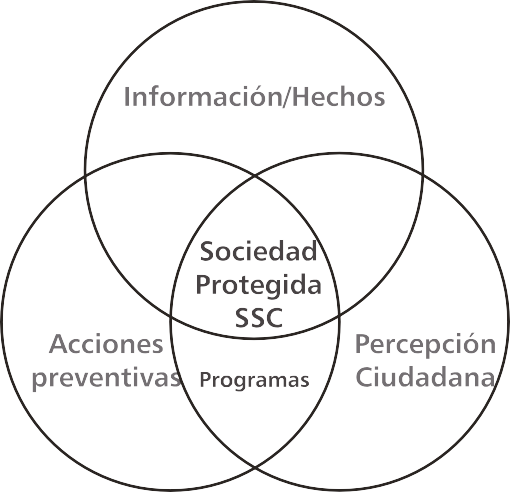 Información/Hechos
Sociedad
Protegida
SSC
Acciones
preventivas
Programas
Percepción
Ciudadana